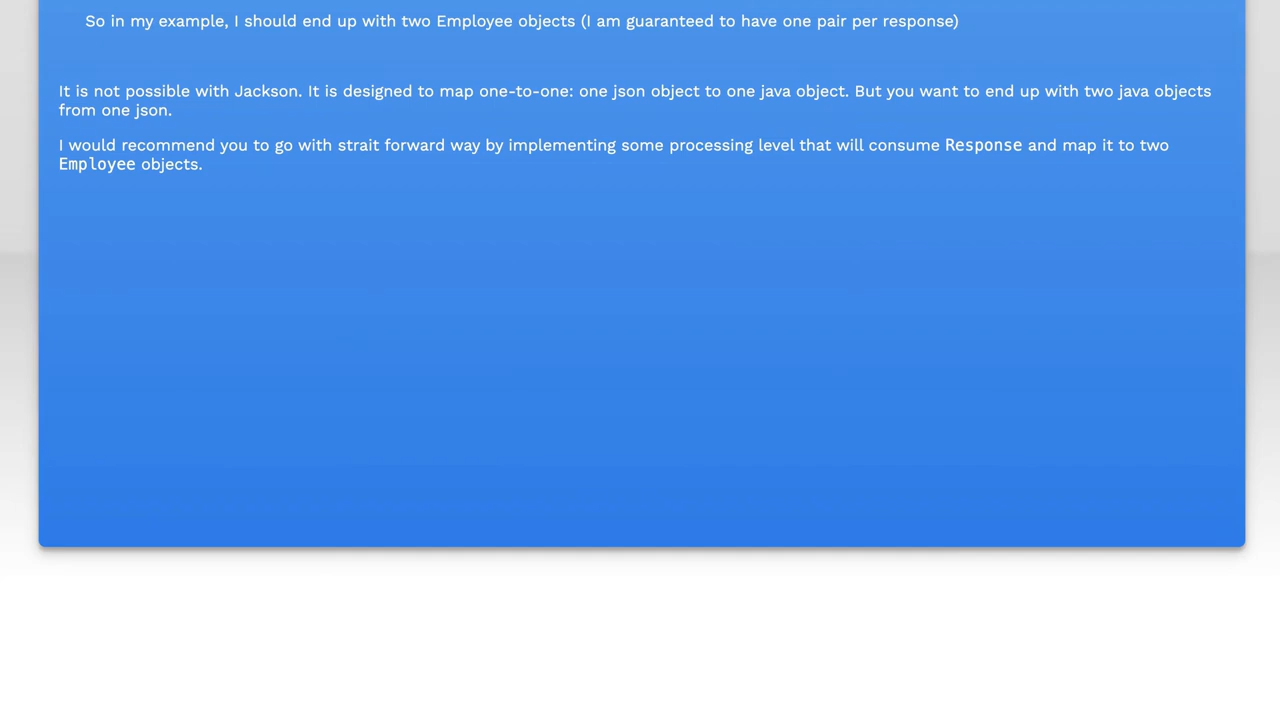 So in my example, I should end up with two Employee objects (I am guaranteed to have one pair per response)
It is not possible with Jackson. It is designed to map one-to-one: one json object to one java object. But you want to end up with two java objects
from one json.
I would recommend you to go with strait forward way by implementing some processing level that will consume Response and map it to two
Employee objects.